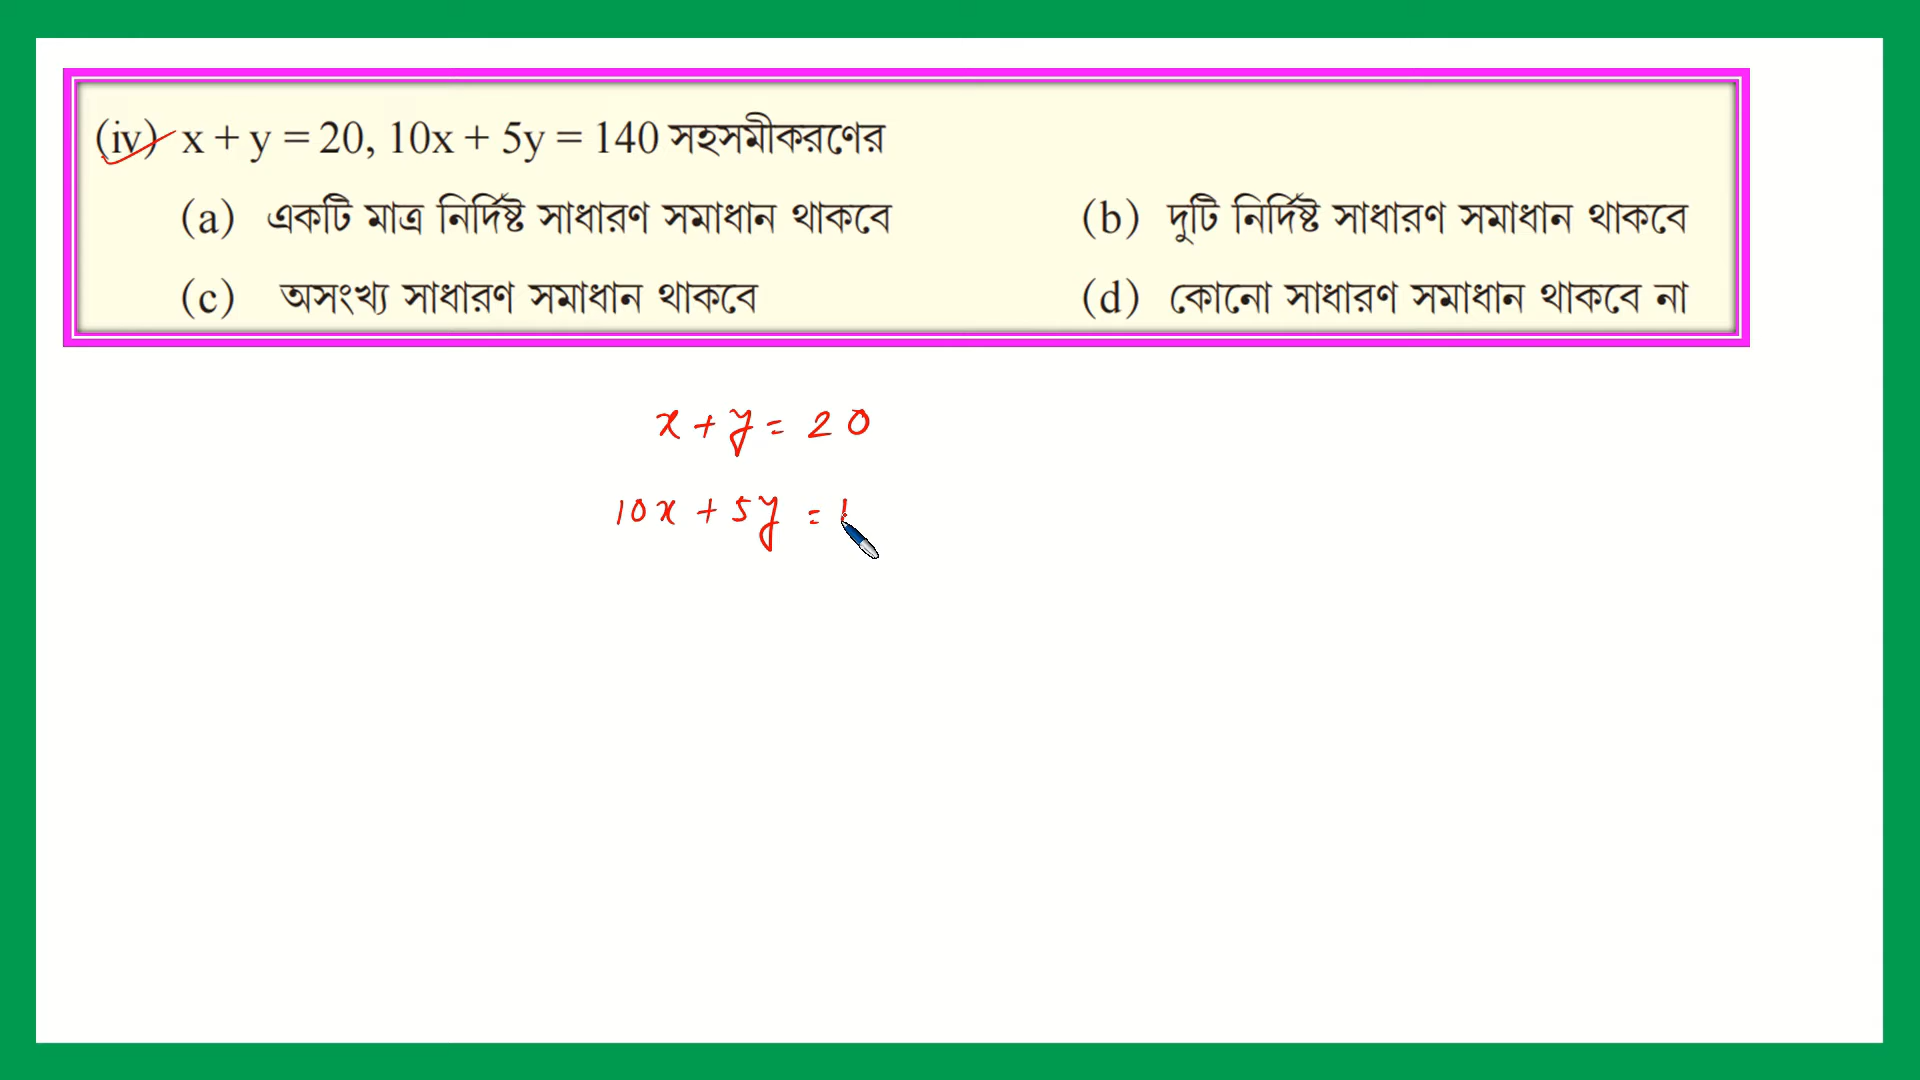 (iv) x + y = 20, 10x + 5y = 140 সহসমীকরণের
(a) একটি মাত্র নির্দিষ্ট সাধারণ সমাধান থাকবে (b) দুটি নির্দিষ্ট সাধারণ সমাধান থাকবে
(c) অসংখ্য সাধারণ সমাধান থাকবে (d) কোনো সাধারণ সমাধান থাকবে না
x + y = 20
10x + 5y = 1